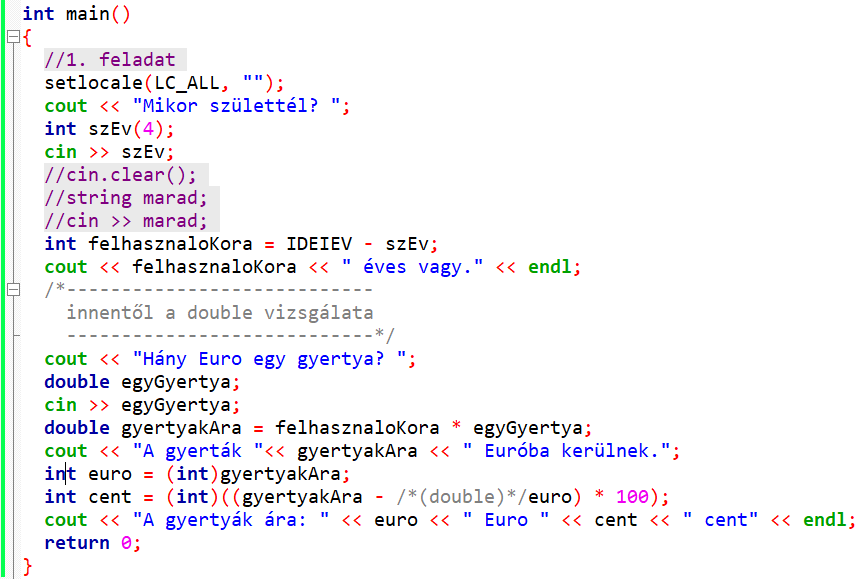 int main()
{
//1. feladat
setlocale(LC_ALL, "");
cout << "Mikor születtél? ";
int szEv(4);
cin >> szEv;
//cin.clear();
//string marad;
//cin >> marad;
int felhasznaloKora = IDEIEV - szEv;
cout << felhasznaloKora << " éves vagy." << endl;
/*----------------------------
innentől a double vizsgálata
----------------------------*/
cout << "Hány Euro egy gyertya? ";
double egyGyertya;
cin >> egyGyertya;
double gyertyakAra = felhasznaloKora * egyGyertya;
cout << "A gyerták "<< gyertyakAra << " Euróba kerülnek.";
int euro = (int)gyertyakAra;
int cent = (int)((gyertyakAra - /*(double)*/euro) * 100);
cout << "A gyertyák ára: " << euro << " Euro " << cent << " cent" << endl;
return 0;
}